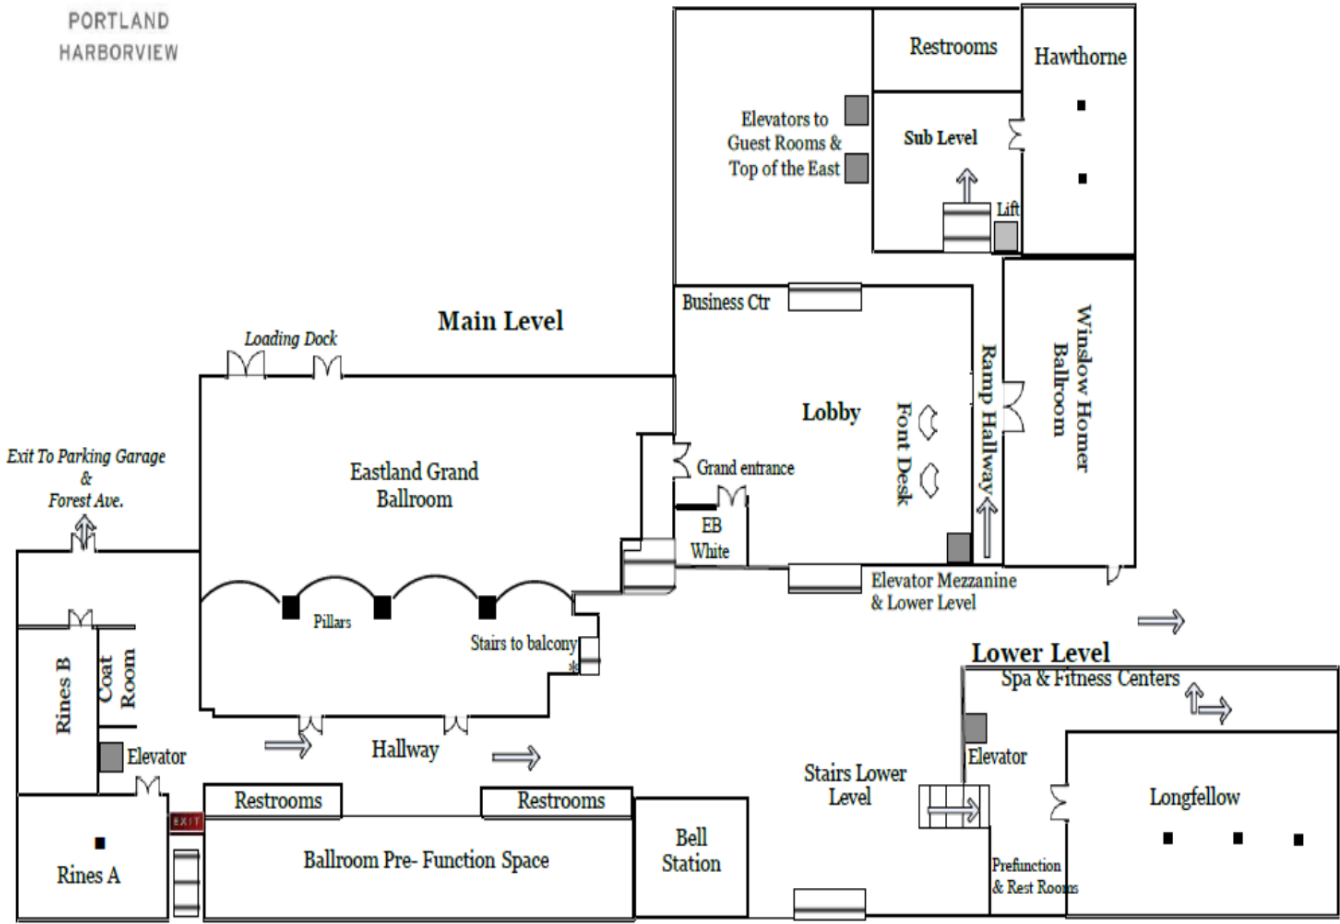 PORTLAND
HARBORVIEW
Restrooms
Hawthorne
Elevators to
Guest Rooms &
Top of the East
Sub Level
Lift
Business Ctr
Main Level
Loading Dock
Winslow Homer
Ballroom
Ramp Hallway
Lobby
Font Desk
Exit To Parking Garage
&
Forest Ave.
Eastland Grand
Ballroom
Grand entrance
EB
White
Elevator Mezzanine
& Lower Level
Pillars
Stairs to balcony
*
Rines B
Coat
Room
Lower Level
Spa & Fitness Centers
Hallway
Elevator
Elevator
Stairs Lower
Level
Longfellow
Restrooms
Restrooms
EXIT
Rines A
Ballroom Pre- Function Space
Bell
Station
Prefunction
& Rest Rooms